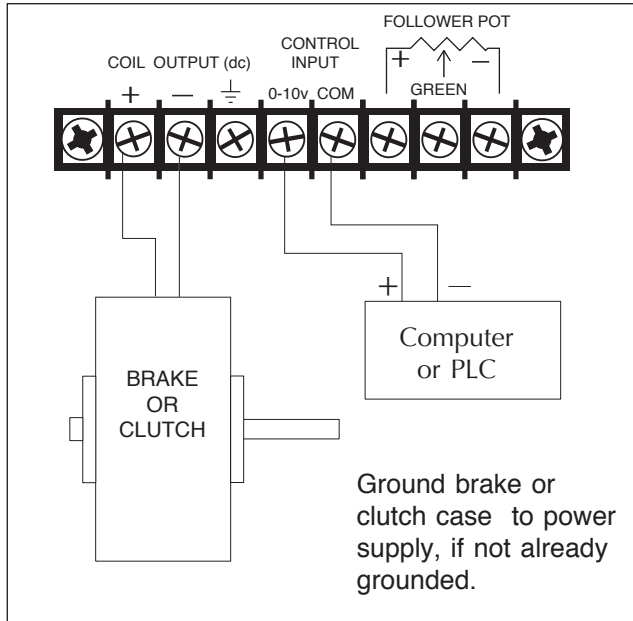 FOLLOWER POT
CONTROL
INPUT
COIL OUTPUT (dc)
+ −
GREEN
+ −
0-10v COM
+ −
BRAKE
OR
CLUTCH
Computer
or PLC
Ground brake or
clutch case to power
supply, if not already
grounded.